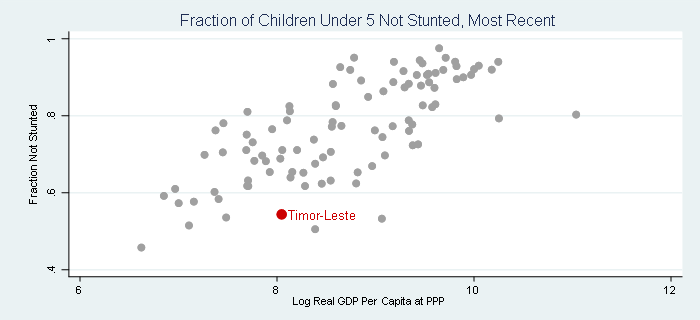 Fraction of Children Under 5 Not Stunted, Most Recent
1
.8
.6
.4
Fraction Not Stunted
Timor-Leste
6
8
10
12
Log Real GDP Per Capita at PPP